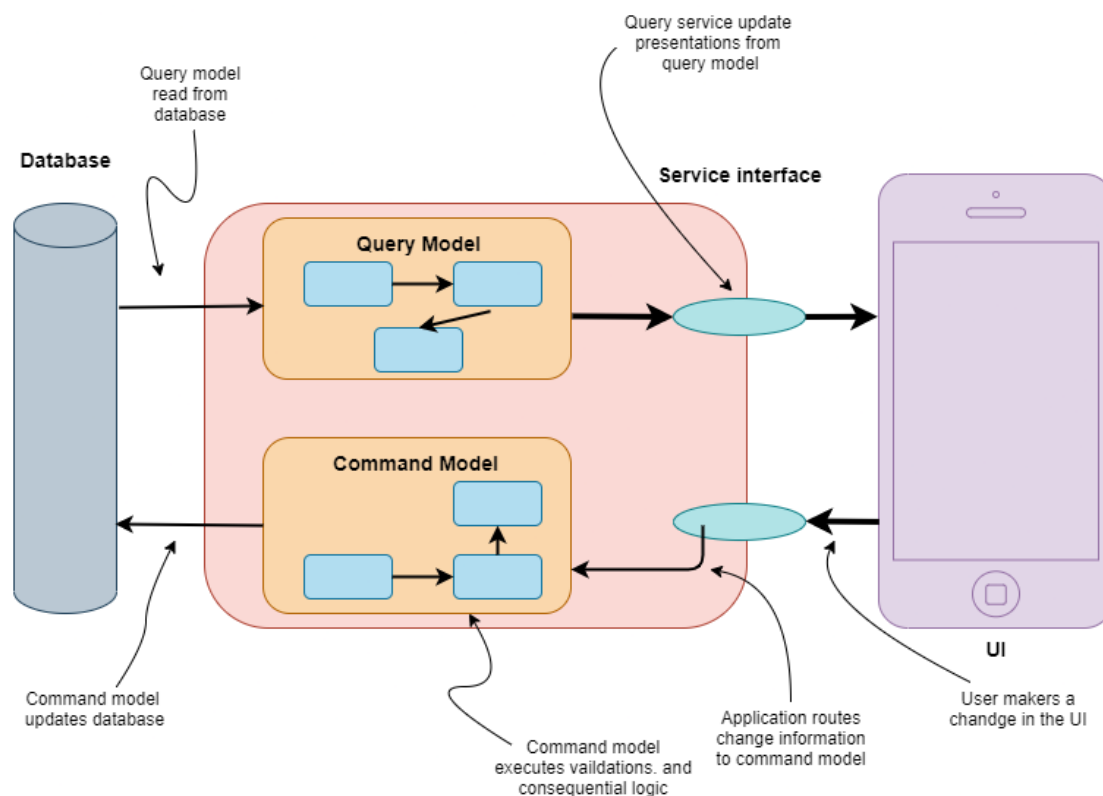 Query service update
presentations from
query model
Query model
read from
database
Database
Service interface
Query Model
Command Model
UI
Command model
updates database
User makers a
chandge in the UI
Application routes
change information
to command model
Command model
executes vaildations. and
consequential logic